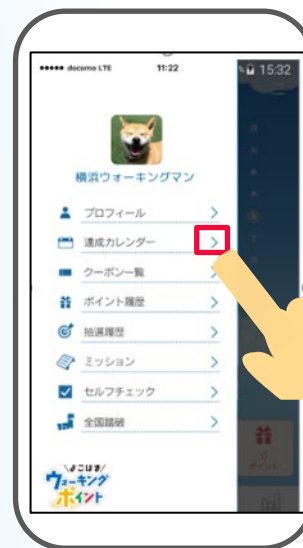 docomo LTE 11:22
15:32
横浜ウォーキングマン
プロフィール
達成カレンダー
クーポン一覧
ポイント履歴
抽選履歴
ミッション
セルフチェック
全国踏破
よこはま
ウォーキング
ポイント
0
ポイント